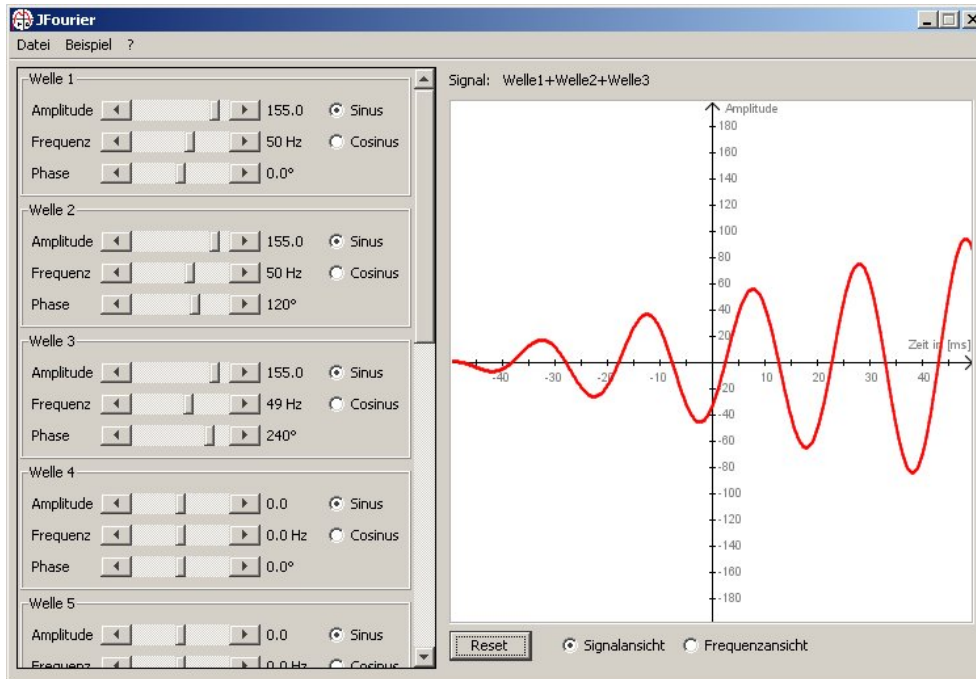 JFourier
Datei Beispiel ?
Welle 1
Amplitude 155.0 Sinus
Frequenz 50 Hz Cosinus
Phase 0.0°
Welle 2
Amplitude 155.0 Sinus
Frequenz 50 Hz Cosinus
Phase 120°
Welle 3
Amplitude 155.0 Sinus
Frequenz 49 Hz Cosinus
Phase 240°
Welle 4
Amplitude 0.0 Sinus
Frequenz 0.0 Hz Cosinus
Phase 0.0°
Welle 5
Amplitude 0.0 Sinus
Frequenz 0.0 Hz Cosinus
Signal: Welle1+Welle2+Welle3
Amplitude
180
160
140
120
100
80
60
40
20
Zeit in [ms]
-40 -30 -20 -10 10 20 30 40
-20
-40
-60
-80
-100
-120
-140
-160
-180
Reset Signalansicht Frequenzansicht